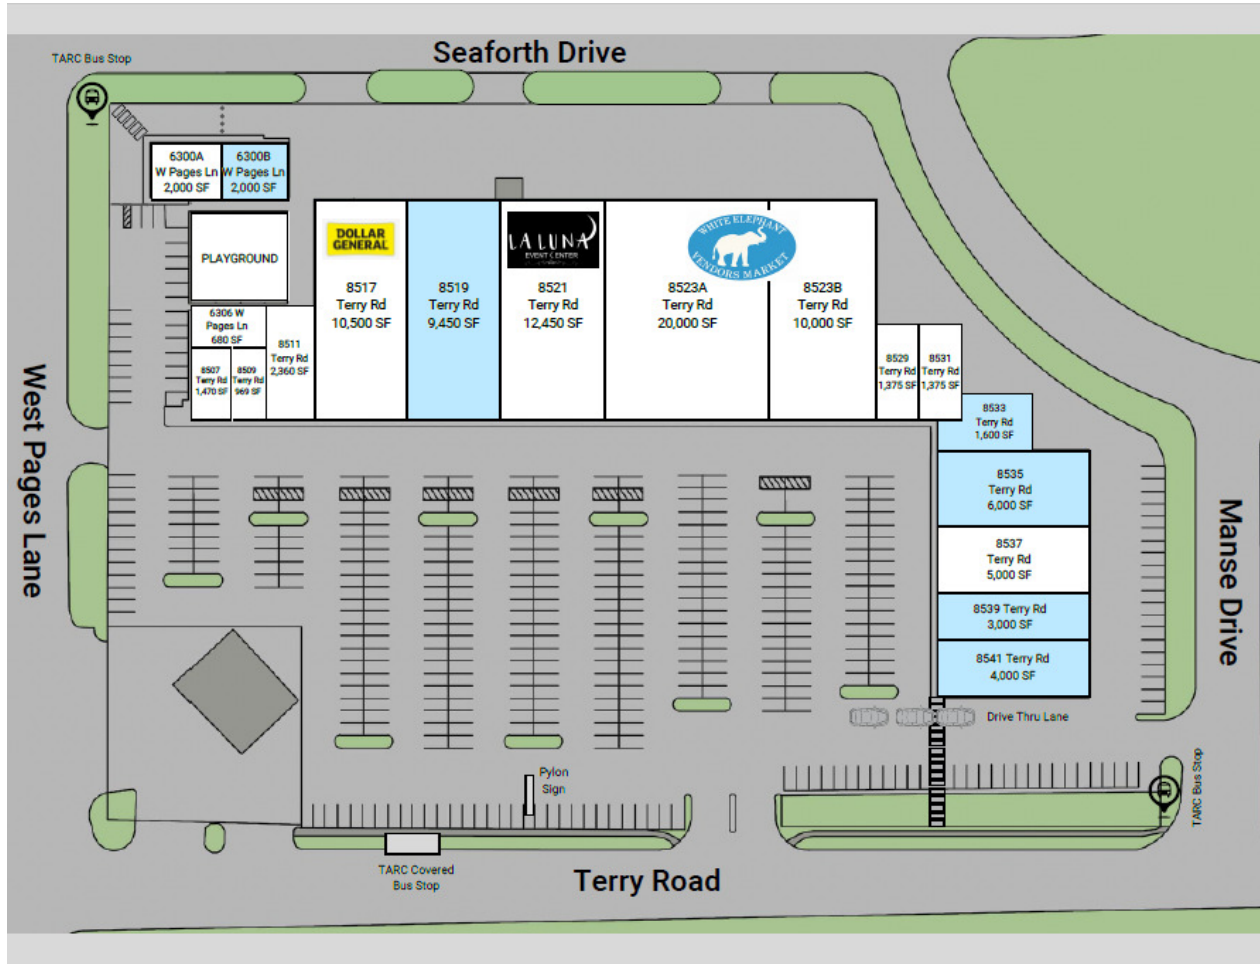 Seaforth Drive
TARC Bus Stop
6300A
W Pages Ln
2,000 SF
6300B
W Pages Ln
2,000 SF
PLAYGROUND
DOLLAR
GENERAL
8517
Terry Rd
10,500 SF
8519
Terry Rd
9,450 SF
LA LUNA
EVENT CENTER
8521
Terry Rd
12,450 SF
WHITE ELEPHANT
VENDORS MARKET
8523A
Terry Rd
20,000 SF
8523B
Terry Rd
10,000 SF
6306 W
Pages Ln
680 SF
8507
Terry Rd
1,470 SF
8509
Terry Rd
969 SF
8511
Terry Rd
2,360 SF
8529
Terry Rd
1,375 SF
8531
Terry Rd
1,375 SF
8533
Terry Rd
1,600 SF
8535
Terry Rd
6,000 SF
8537
Terry Rd
5,000 SF
8539 Terry Rd
3,000 SF
8541 Terry Rd
4,000 SF
Drive Thru Lane
West Pages Lane
Manse Drive
Pylon
Sign
TARC Bus Stop
TARC Covered
Bus Stop
Terry Road